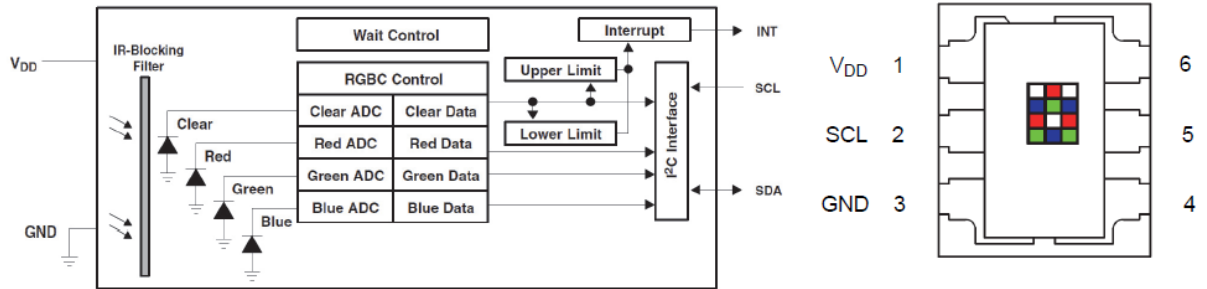 Wait Control
Interrupt
INT
IR-Blocking
Filter
VDD
Upper Limit
RGBC Control
Clear ADC Clear Data
SCL
Clear
Lower Limit
Red ADC Red Data
Red
I²C Interface
Green ADC Green Data
SDA
Green
Blue ADC Blue Data
Blue
GND
VDD 1
6
SCL 2
5
GND 3
4